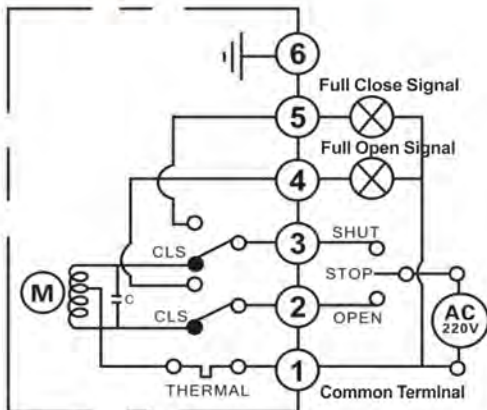 6
Full Close Signal
5
Full Open Signal
4
CLS
3
SHUT
STOP
M
C
CLS
2
OPEN
AC
220V
THERMAL
1
Common Terminal